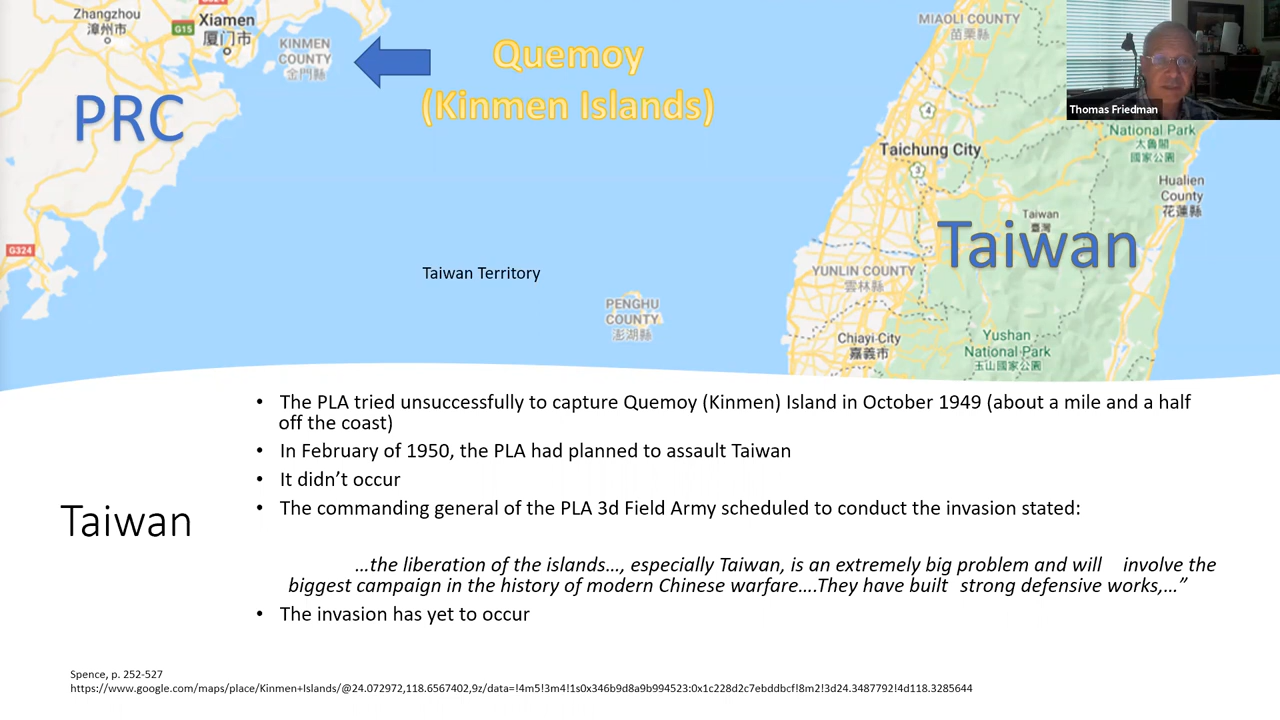 Zhangzhou
漳州市
G15
Xiamen
厦门市
KINMEN
COUNTY
金門縣
PRC
Quemoy
(Kinmen Islands)
MIAOLI COUNTY
苗栗縣
4
Taichung City
3
National Park
太魯閣
國家公園
Hualien
County
花蓮縣
Taiwan
臺灣
Taiwan
Thomas Friedman
G324
Taiwan Territory
PENGHU
COUNTY
澎湖縣
YUNLIN COUNTY
雲林縣
Chiayi City
嘉義市
Yushan
National Park
玉山國家公園
Taiwan
• The PLA tried unsuccessfully to capture Quemoy (Kinmen) Island in October 1949 (about a mile and a half
off the coast)
• In February of 1950, the PLA had planned to assault Taiwan
• It didn’t occur
• The commanding general of the PLA 3d Field Army scheduled to conduct the invasion stated:
…the liberation of the islands…, especially Taiwan, is an extremely big problem and will involve the
biggest campaign in the history of modern Chinese warfare….They have built strong defensive works,…”
• The invasion has yet to occur
Spence, p. 252-527
https://www.google.com/maps/place/Kinmen+Islands/@24.072972,118.6567402,9z/data=!4m5!3m4!1s0x346b9d8a9b994523:0x1c228d2c7ebddbcf!8m2!3d24.3487792!4d118.3285644